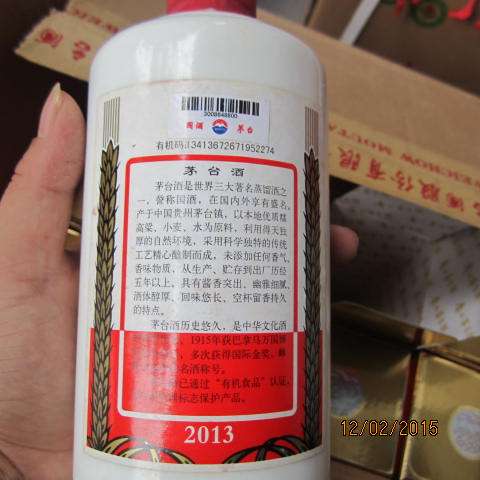 3008848800
國酒 茅台
有机码:13413672671952274
茅台酒
茅台酒是世界三大著名蒸馏酒之
一,誉称国酒,在国内外享有盛名,
产于中国贵州茅台镇,以本地优质糯
高粱、小麦、水为原料,利用得天独
厚的自然环境,采用科学独特的传统
工艺精心酿制而成,未添加任何香气、
香味物质,从生产、贮存到出厂历经
五年以上,具有酱香突出、幽雅细腻、
酒体醇厚、回味悠长、空杯留香持久
的特点。
茅台酒历史悠久,是中华文化酒
1915年获巴拿马万国博
多次获得国际金奖,
名酒称号。
已通过“有机食品”认证,
标志保护产品。
2013
股份有限
12/02/2015